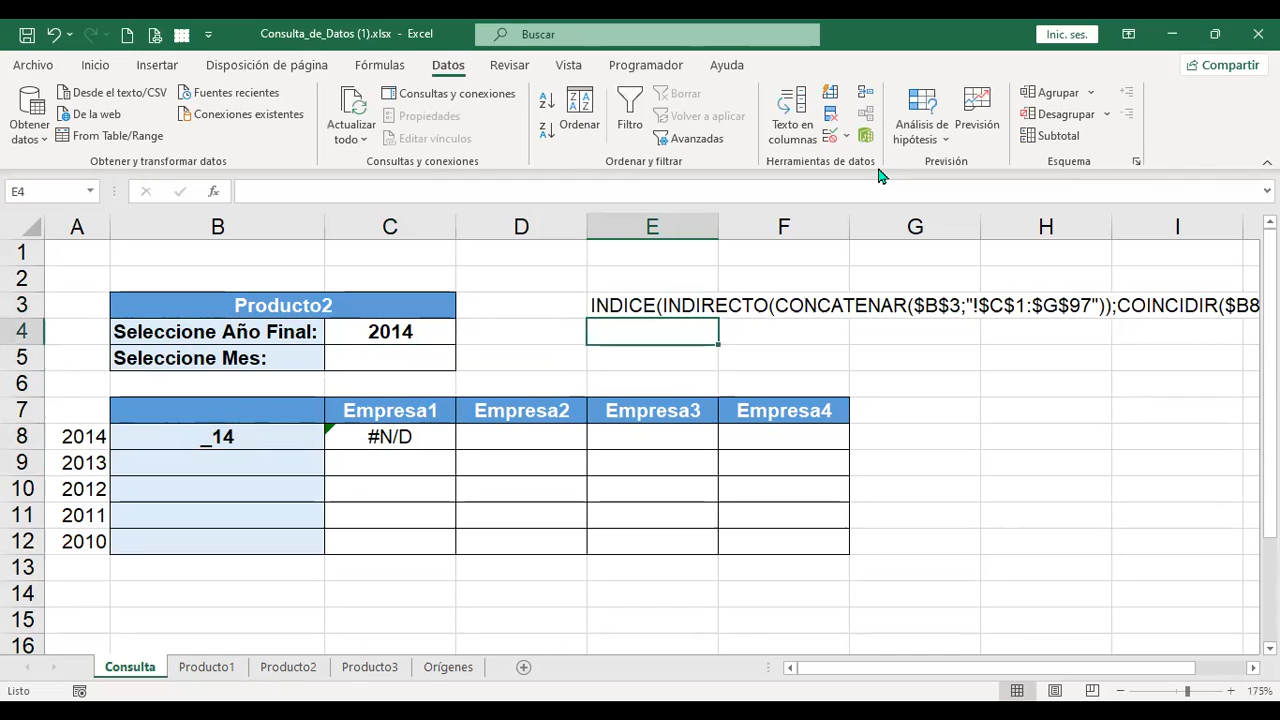 Consulta_de_Datos (1).xlsx - Excel
Buscar
Inic. ses.
Archivo Inicio Insertar Disposición de página Fórmulas Datos Revisar Vista Programador Ayuda
Compartir
Obtener datos
Desde el texto/CSV
De la web
From Table/Range
Fuentes recientes
Conexiones existentes
Obtener y transformar datos
Actualizar todo
Consultas y conexiones
Propiedades
Editar vínculos
Consultas y conexiones
Ordenar
Filtro
Borrar
Volver a aplicar
Avanzadas
Ordenar y filtrar
Texto en columnas
Herramientas de datos
Análisis de hipótesis
Previsión
Previsión
Agrupar
Desagrupar
Subtotal
Esquema
E4
fx
A B C D E F G H I
1
2
3 Producto2 INDICE(INDIRECTO(CONCATENAR($B$3;"!$C$1:$G$97"));COINCIDIR($B8
4 Seleccione Año Final: 2014
5 Seleccione Mes:
6
7 Empresa1 Empresa2 Empresa3 Empresa4
8 2014 _14 #N/D
9 2013
10 2012
11 2011
12 2010
13
14
15
16
Consulta Producto1 Producto2 Producto3 Orígenes
Listo
175%